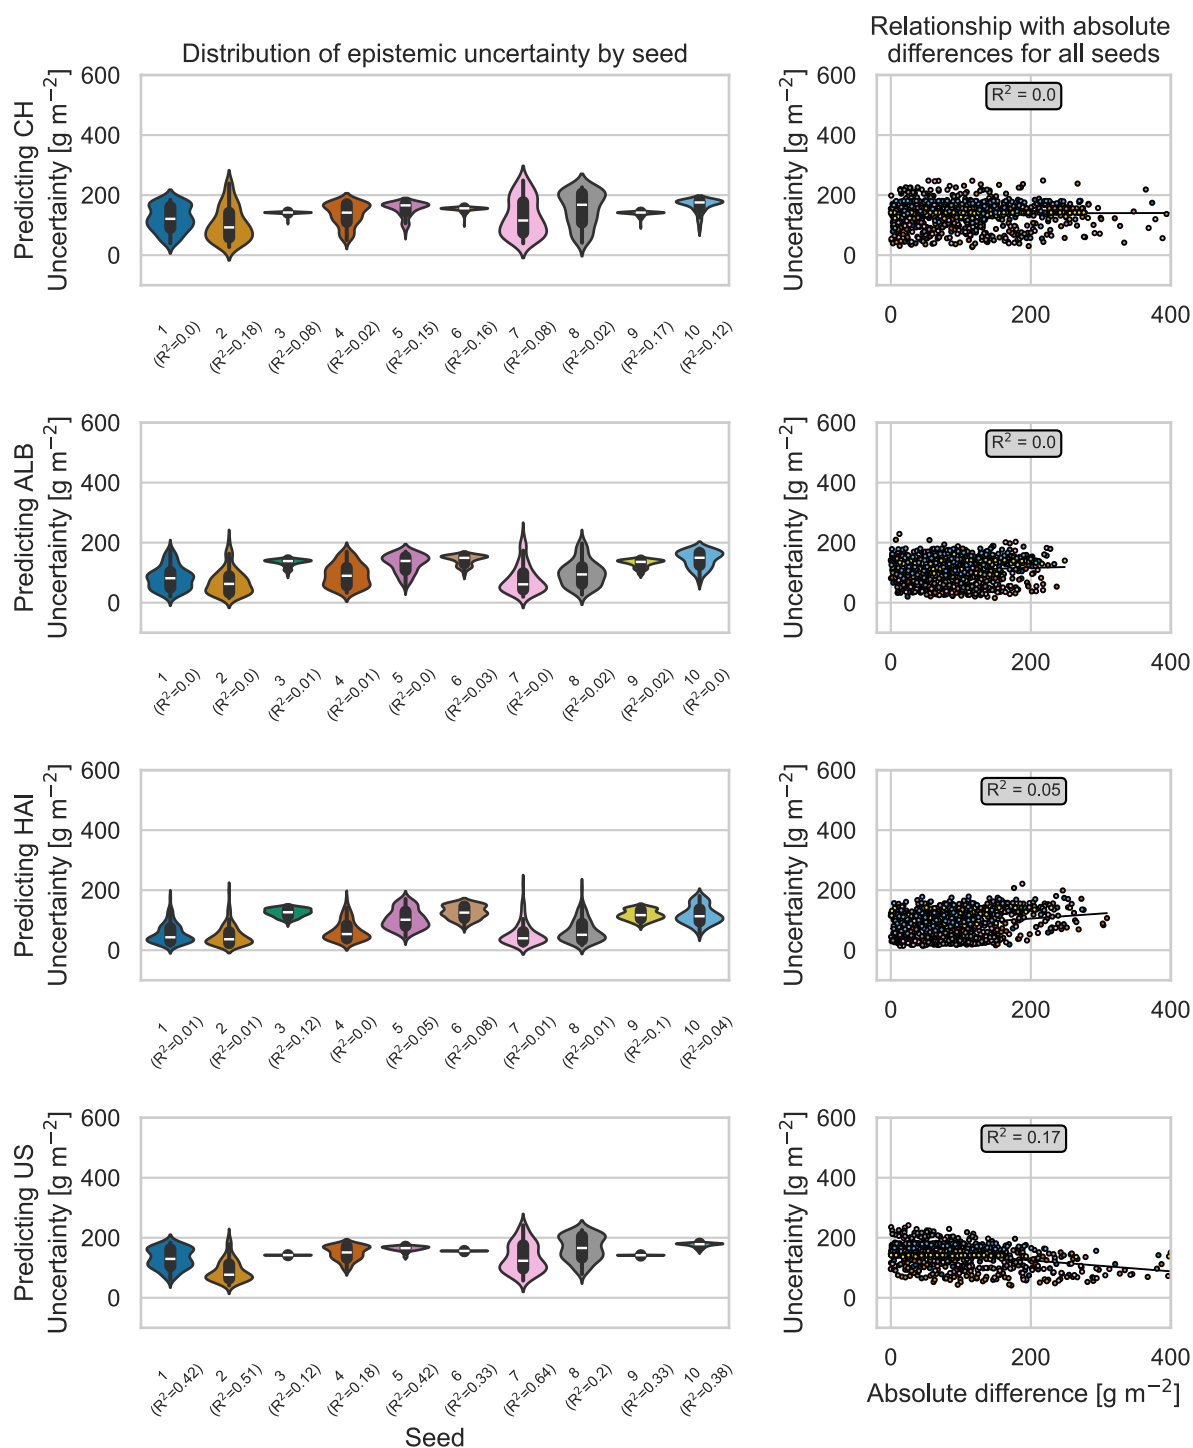 Distribution of epistemic uncertainty by seed
Relationship with absolute
differences for all seeds
Predicting CH
Uncertainty [g m⁻²]
600
400
200
0
1
(R²=0.0)
2
(R²=0.18)
3
(R²=0.08)
4
(R²=0.02)
5
(R²=0.15)
6
(R²=0.16)
7
(R²=0.08)
8
(R²=0.02)
9
(R²=0.17)
10
(R²=0.12)
Uncertainty [g m⁻²]
600
400
200
0
R² = 0.0
0
200
400
Predicting ALB
Uncertainty [g m⁻²]
600
400
200
0
1
(R²=0.0)
2
(R²=0.0)
3
(R²=0.01)
4
(R²=0.01)
5
(R²=0.0)
6
(R²=0.03)
7
(R²=0.0)
8
(R²=0.02)
9
(R²=0.02)
10
(R²=0.0)
Uncertainty [g m⁻²]
600
400
200
0
R² = 0.0
0
200
400
Predicting HAI
Uncertainty [g m⁻²]
600
400
200
0
1
(R²=0.01)
2
(R²=0.01)
3
(R²=0.12)
4
(R²=0.0)
5
(R²=0.05)
6
(R²=0.08)
7
(R²=0.01)
8
(R²=0.01)
9
(R²=0.1)
10
(R²=0.04)
Uncertainty [g m⁻²]
600
400
200
0
R² = 0.05
0
200
400
Predicting US
Uncertainty [g m⁻²]
600
400
200
0
1
(R²=0.42)
2
(R²=0.51)
3
(R²=0.12)
4
(R²=0.18)
5
(R²=0.42)
6
(R²=0.33)
7
(R²=0.64)
8
(R²=0.2)
9
(R²=0.33)
10
(R²=0.38)
Seed
Uncertainty [g m⁻²]
600
400
200
0
R² = 0.17
0
200
400
Absolute difference [g m⁻²]